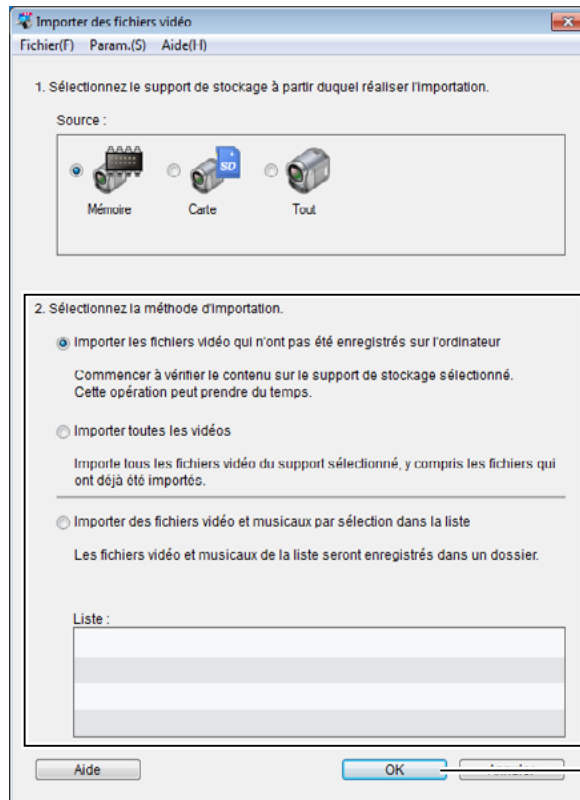 Importer des fichiers vidéo
Fichier(F) Param.(S) Aide(H)
1. Sélectionnez le support de stockage à partir duquel réaliser l'importation.
Source :
SD
Mémoire Carte Tout
2. Sélectionnez la méthode d'importation.
Importer les fichiers vidéo qui n'ont pas été enregistrés sur l'ordinateur
Commencer à vérifier le contenu sur le support de stockage sélectionné.
Cette opération peut prendre du temps.
Importer toutes les vidéos
Importe tous les fichiers vidéo du support sélectionné, y compris les fichiers qui
ont déjà été importés.
Importer des fichiers vidéo et musicaux par sélection dans la liste
Les fichiers vidéo et musicaux de la liste seront enregistrés dans un dossier.
Liste :
Aide OK Annuler